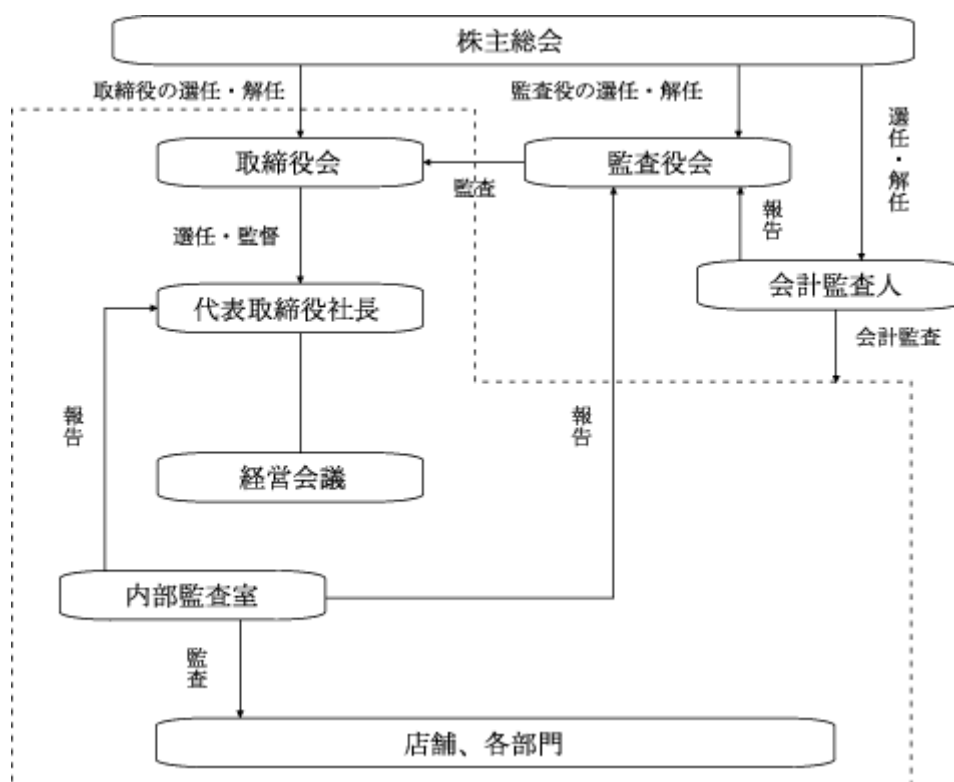 株主総会
取締役の選任・解任
監査役の選任・解任
選任・解任
取締役会
監査
監査役会
報告
選任・監督
会計監査人
代表取締役社長
会計監査
報告
報告
経営会議
内部監査室
監査
店舗、各部門